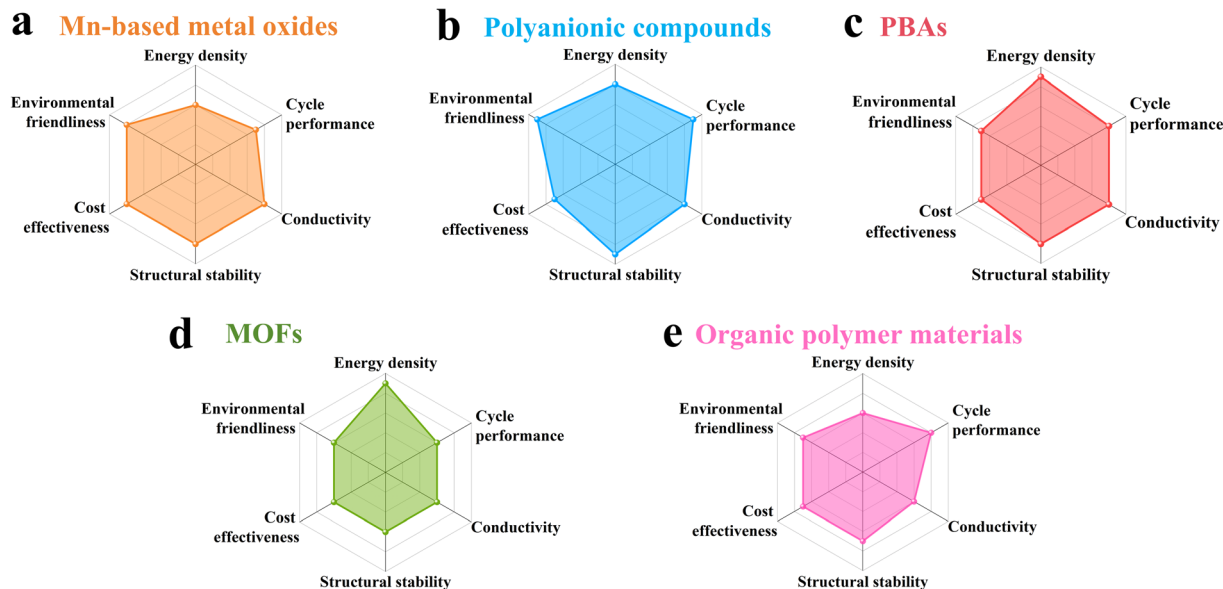 a Mn-based metal oxides
Energy density
Environmental
friendliness
Cycle
performance
Cost
effectiveness
Conductivity
Structural stability
b Polyanionic compounds
Energy density
Environmental
friendliness
Cycle
performance
Cost
effectiveness
Conductivity
Structural stability
c PBAs
Energy density
Environmental
friendliness
Cycle
performance
Cost
effectiveness
Conductivity
Structural stability
d MOFs
Energy density
Environmental
friendliness
Cycle
performance
Cost
effectiveness
Conductivity
Structural stability
e Organic polymer materials
Energy density
Environmental
friendliness
Cycle
performance
Cost
effectiveness
Conductivity
Structural stability